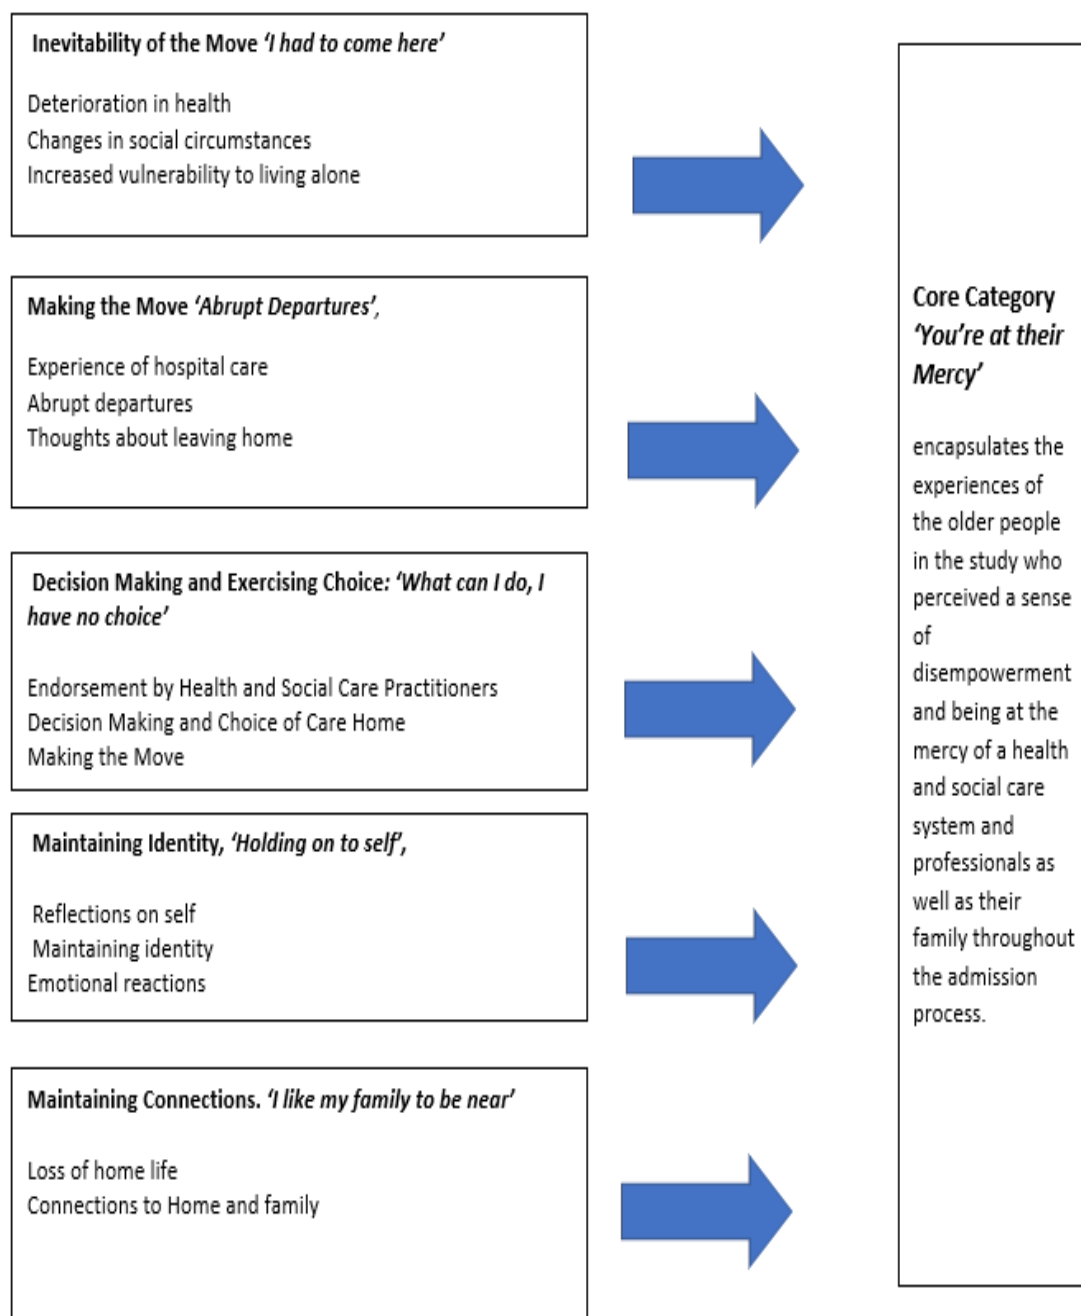 Inevitability of the Move ‘I had to come here’
Deterioration in health
Changes in social circumstances
Increased vulnerability to living alone
Making the Move ‘Abrupt Departures’,
Experience of hospital care
Abrupt departures
Thoughts about leaving home
Decision Making and Exercising Choice: ‘What can I do, I
have no choice’
Endorsement by Health and Social Care Practitioners
Decision Making and Choice of Care Home
Making the Move
Maintaining Identity, ‘Holding on to self’,
Reflections on self
Maintaining identity
Emotional reactions
Maintaining Connections. ‘I like my family to be near’
Loss of home life
Connections to Home and family
Core Category
‘You’re at their
Mercy’
encapsulates the
experiences of
the older people
in the study who
perceived a sense
of
disempowerment
and being at the
mercy of a health
and social care
system and
professionals as
well as their
family throughout
the admission
process.